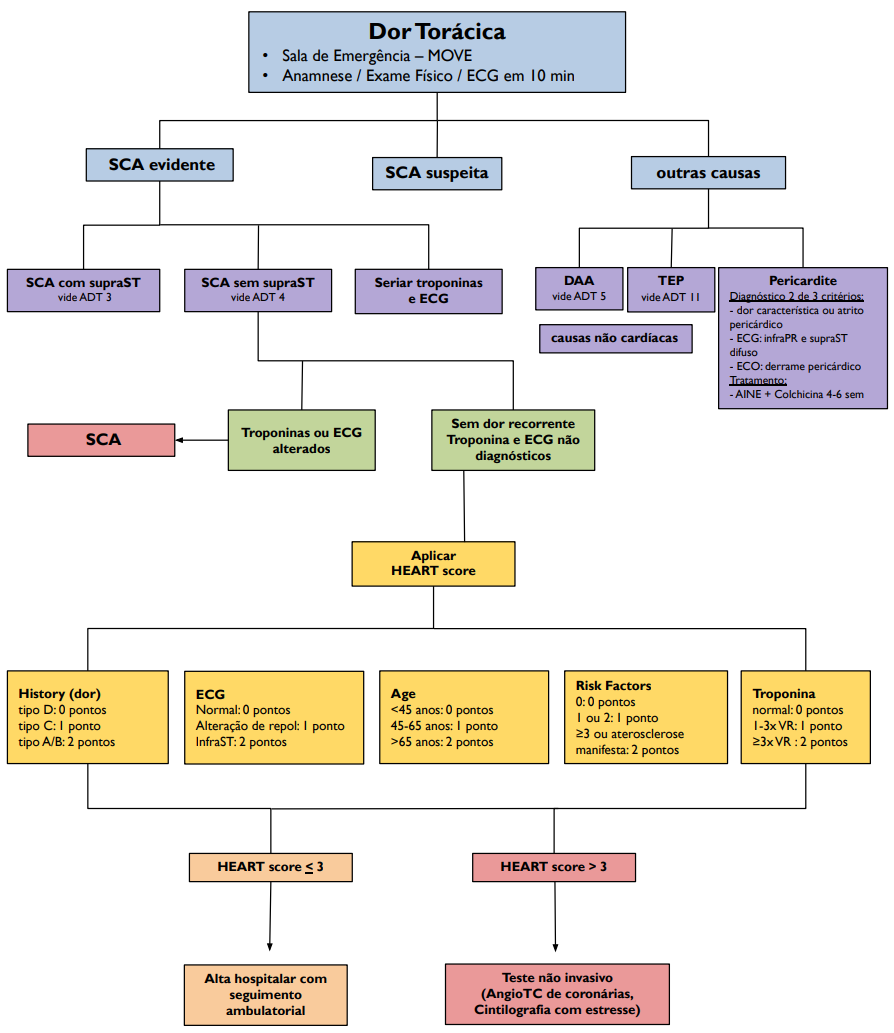 Dor Torácica
• Sala de Emergência – MOVE
• Anamnese / Exame Físico / ECG em 10 min
SCA evidente
SCA suspeita
outras causas
SCA com supraST
vide ADT 3
SCA sem supraST
vide ADT 4
Seriar troponinas
e ECG
DAA
vide ADT 5
TEP
vide ADT 11
causas não cardíacas
Pericardite
Diagnóstico 2 de 3 critérios:
- dor característica ou atrito
pericárdico
- ECG: infraPR e supraST
difuso
- ECO: derrame pericárdico
Tratamento:
- AINE + Colchicina 4-6 sem
SCA
Troponinas ou ECG
alterados
Sem dor recorrente
Troponina e ECG não
diagnósticos
Aplicar
HEART score
History (dor)
tipo D: 0 pontos
tipo C: 1 ponto
tipo A/B: 2 pontos
ECG
Normal: 0 pontos
Alteração de repol: 1 ponto
InfraST: 2 pontos
Age
<45 anos: 0 pontos
45-65 anos: 1 ponto
>65 anos: 2 pontos
Risk Factors
0: 0 pontos
1 ou 2: 1 ponto
≥3 ou aterosclerose
manifesta: 2 pontos
Troponina
normal: 0 pontos
1-3x VR: 1 ponto
≥3x VR : 2 pontos
HEART score ≤ 3
HEART score > 3
Alta hospitalar com
seguimento
ambulatorial
Teste não invasivo
(AngioTC de coronárias,
Cintilografia com estresse)